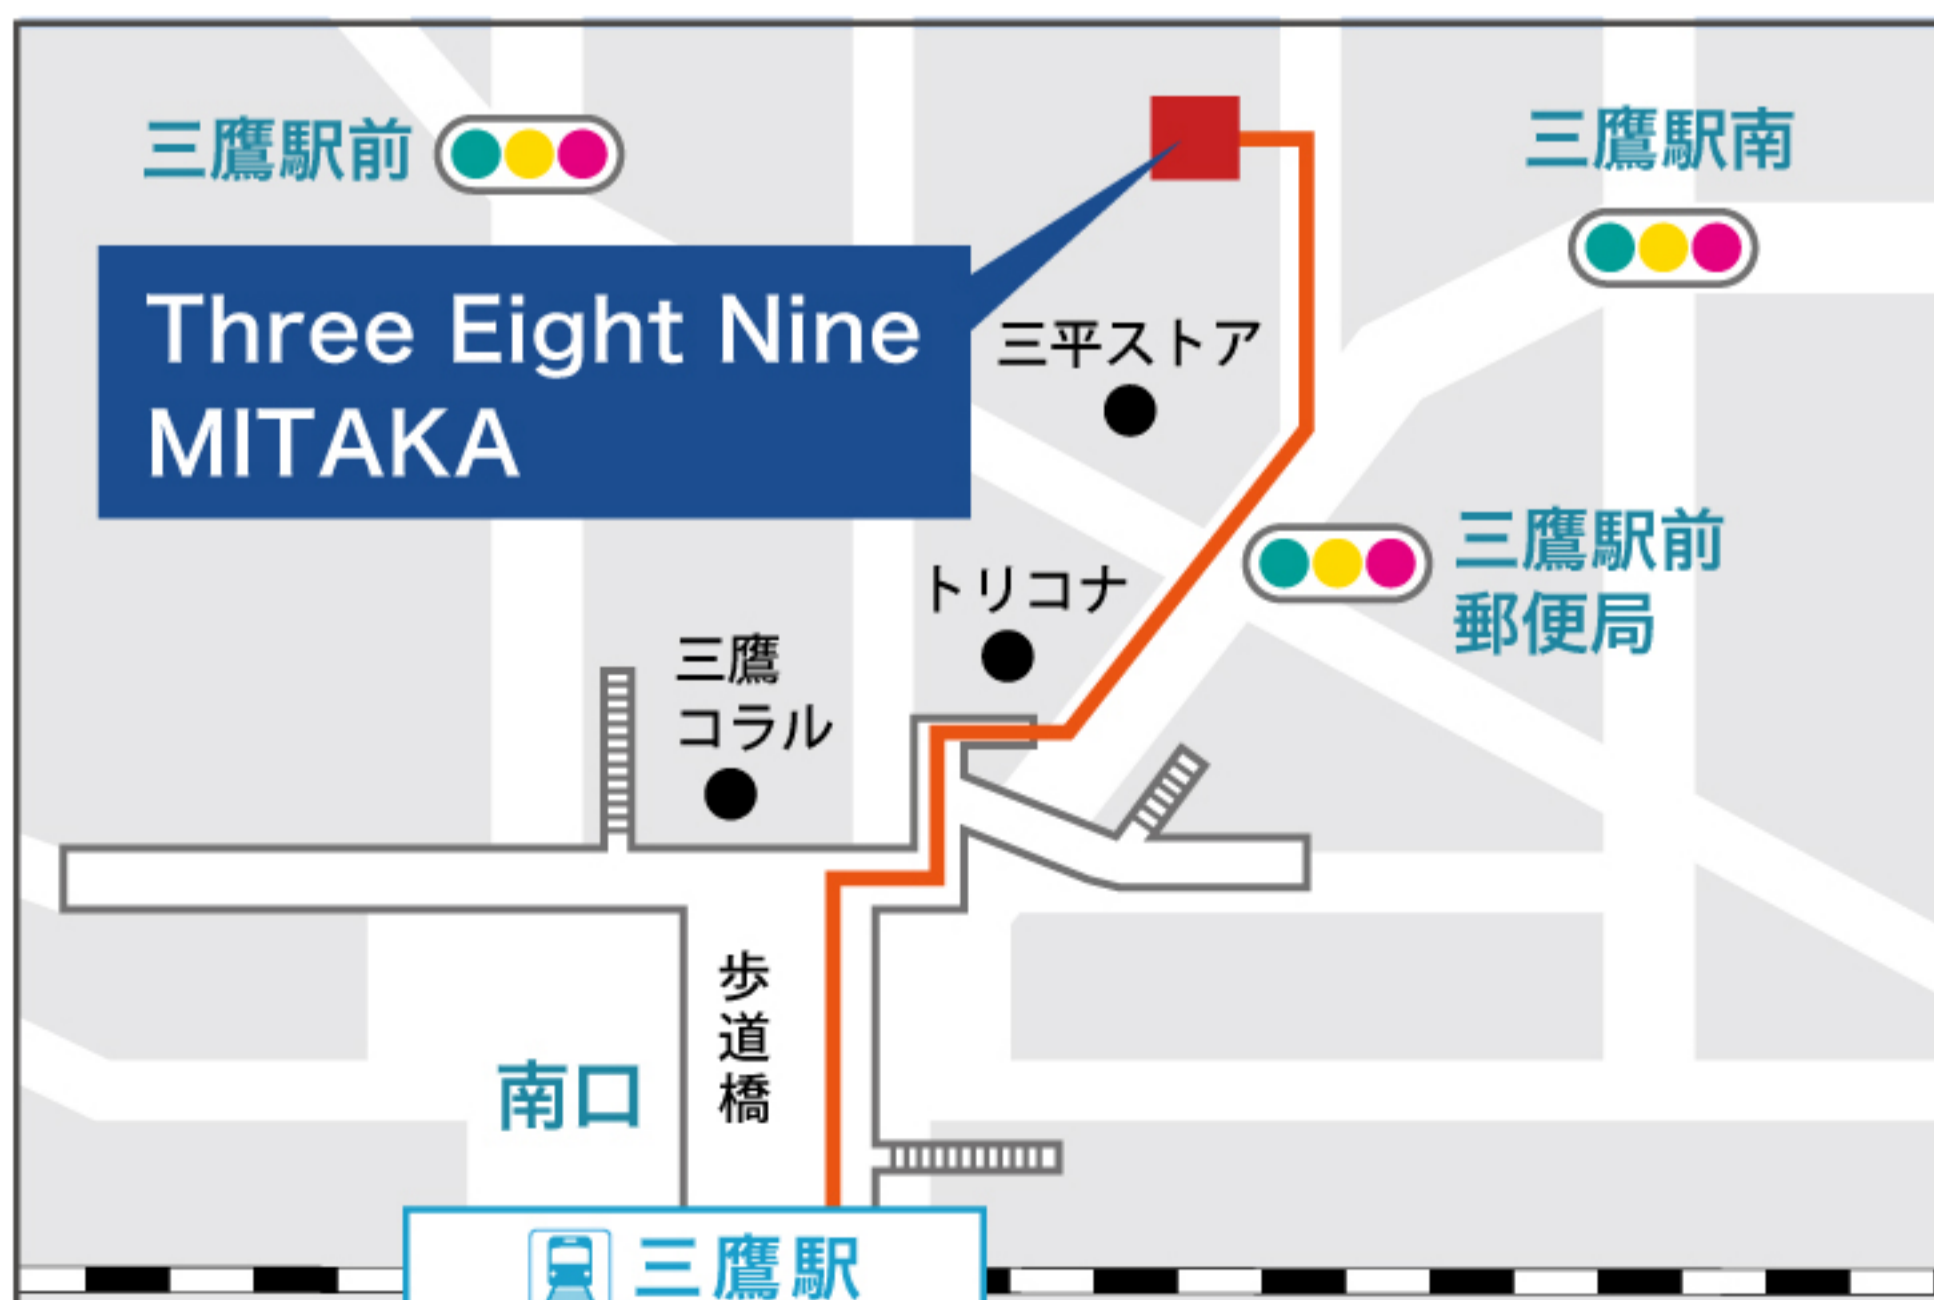 三鷹駅前
三鷹駅南
Three Eight Nine
MITAKA
三平ストア
三鷹駅前
郵便局
トリコナ
三鷹
コラル
歩道橋
南口
三鷹駅